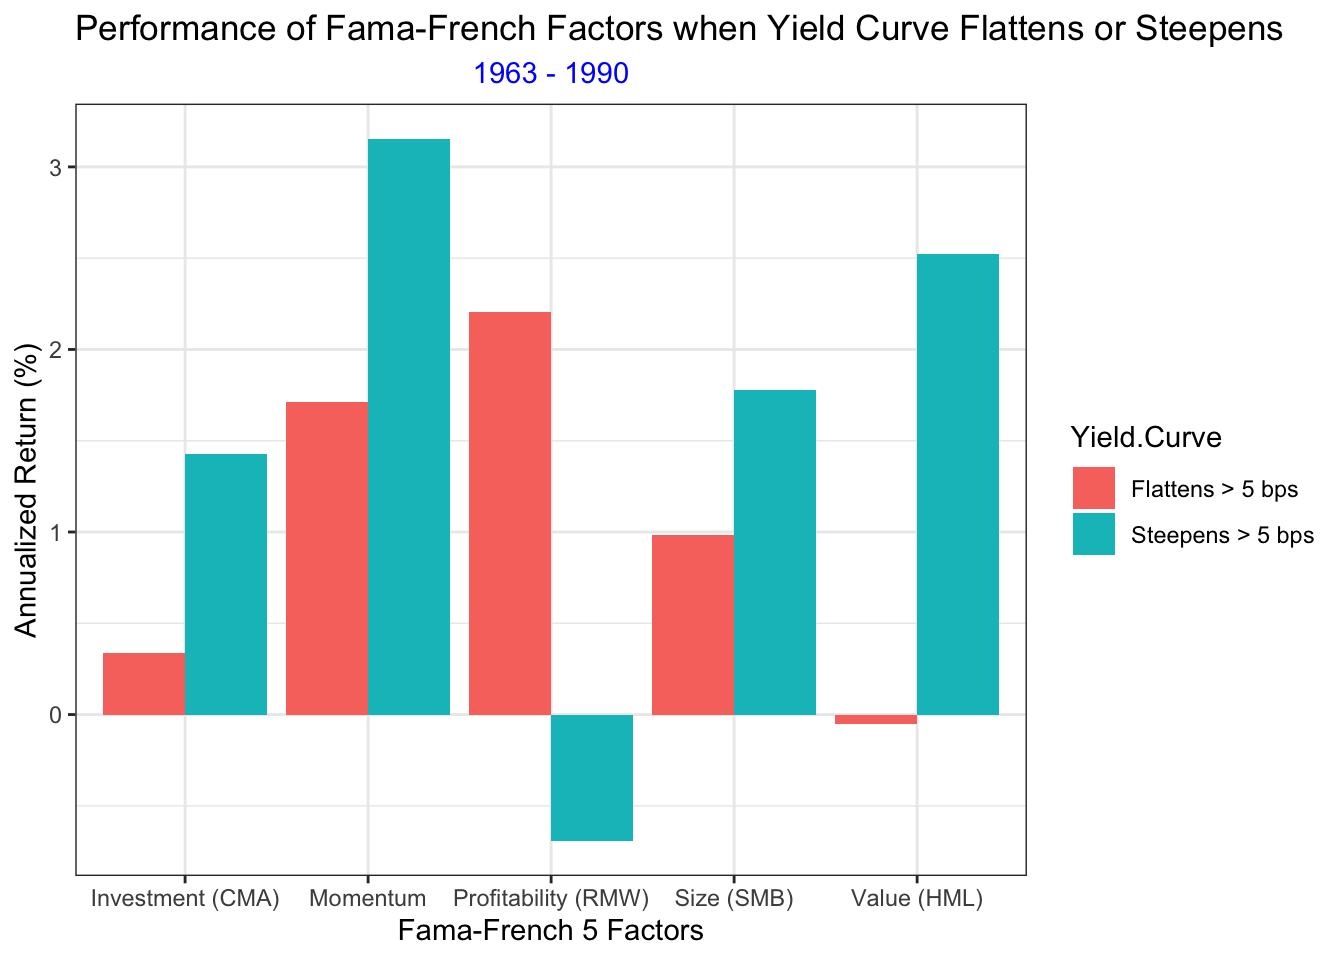 Performance of Fama-French Factors when Yield Curve Flattens or Steepens
1963 - 1990
Annualized Return (%)
3
2
1
0
Investment (CMA)
Momentum
Profitability (RMW)
Size (SMB)
Value (HML)
Fama-French 5 Factors
Yield.Curve
Flattens > 5 bps
Steepens > 5 bps